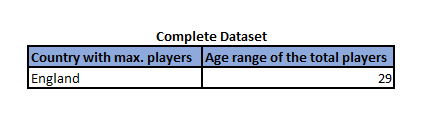 Complete Dataset
Country with max. players Age range of the total players
England 29